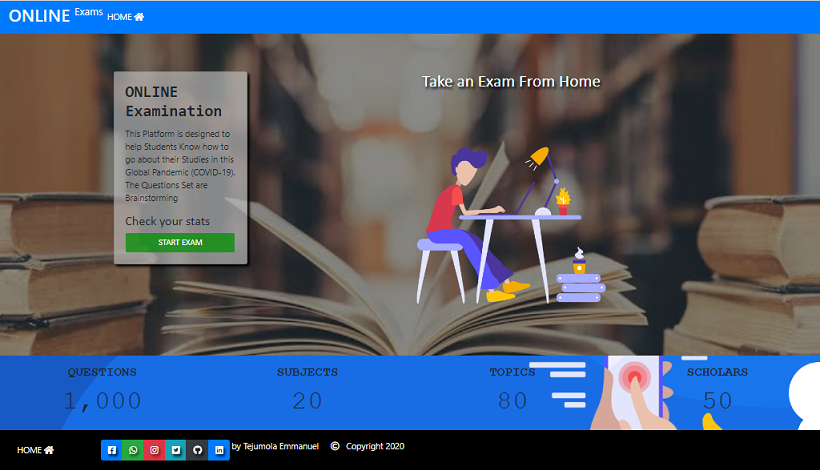 ONLINE Exams HOME
Take an Exam From Home
ONLINE
Examination
This Platform is designed to
help Students Know how to
go about their Studies in this
Global Pandemic (COVID-19).
The Questions Set are
Brainstorming
Check your stats
START EXAM
QUESTIONS SUBJECTS TOPICS SCHOLARS
1,000 20 80 50
HOME by Tejumola Emmanuel © Copyright 2020